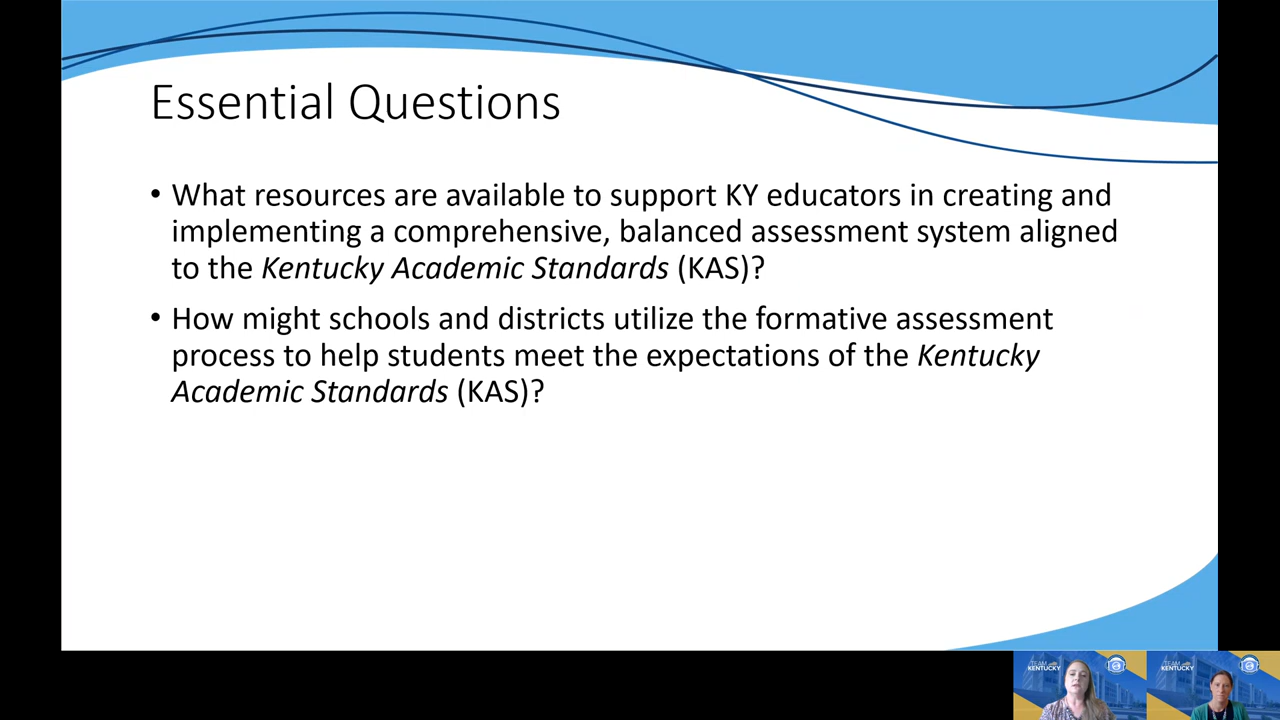 Essential Questions
• What resources are available to support KY educators in creating and
implementing a comprehensive, balanced assessment system aligned
to the Kentucky Academic Standards (KAS)?
• How might schools and districts utilize the formative assessment
process to help students meet the expectations of the Kentucky
Academic Standards (KAS)?
TEAM
KENTUCKY
TEAM
KENTUCKY